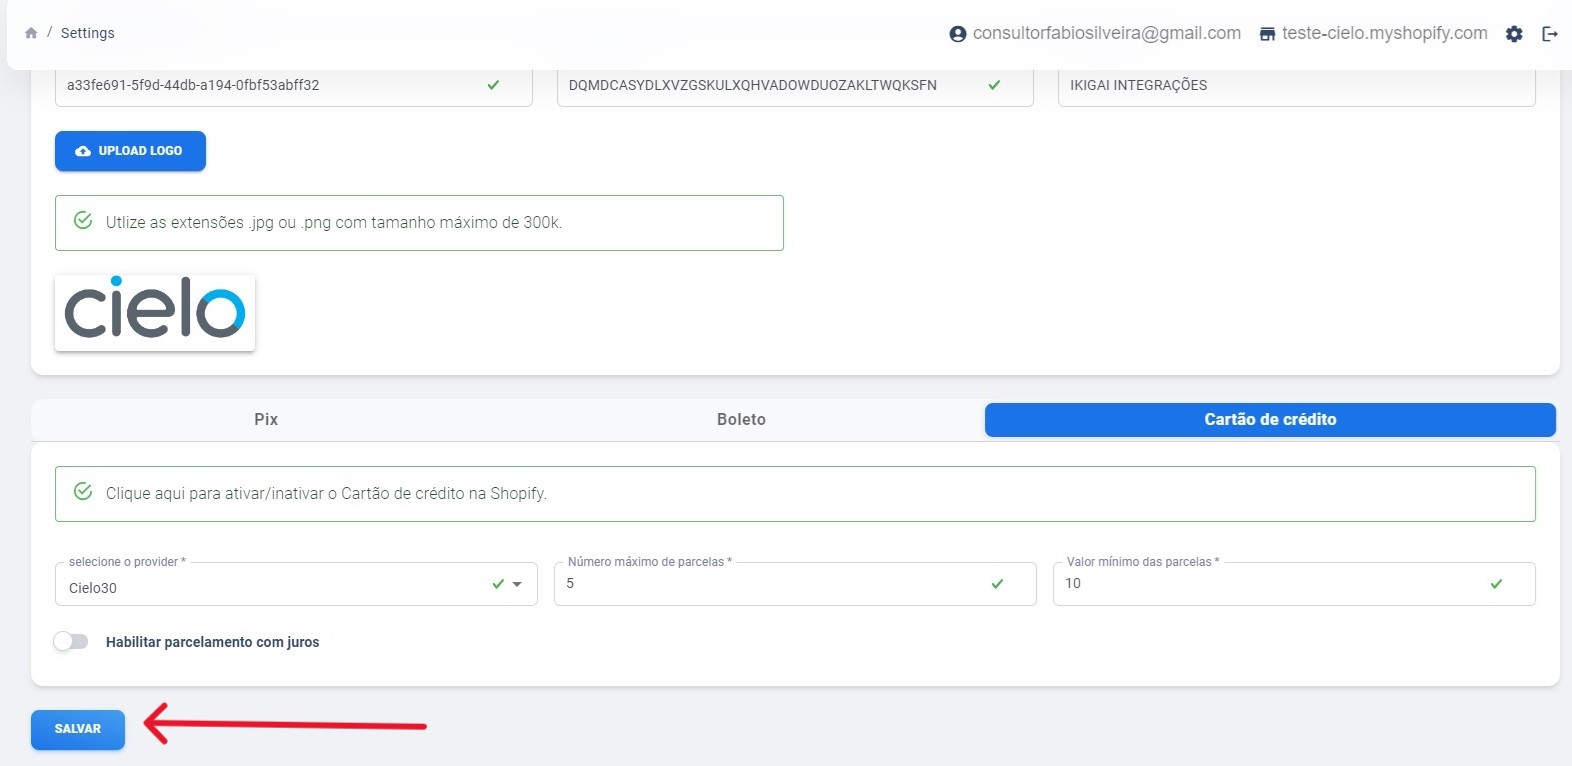 / Settings
consultorfabiosilveira@gmail.com
teste-cielo.myshopify.com
a33fe691-5f9d-44db-a194-0fbf53abff32
DQMDCASYDLXVZGSKULXQHVADOWDUOZAKLTWQKSFN
IKIGAI INTEGRAÇÕES
UPLOAD LOGO
Utlize as extensões .jpg ou .png com tamanho máximo de 300k.
cielo
Pix
Boleto
Cartão de crédito
Clique aqui para ativar/inativar o Cartão de crédito na Shopify.
selecione o provider *
Cielo30
Número máximo de parcelas *
5
Valor mínimo das parcelas *
10
Habilitar parcelamento com juros
SALVAR